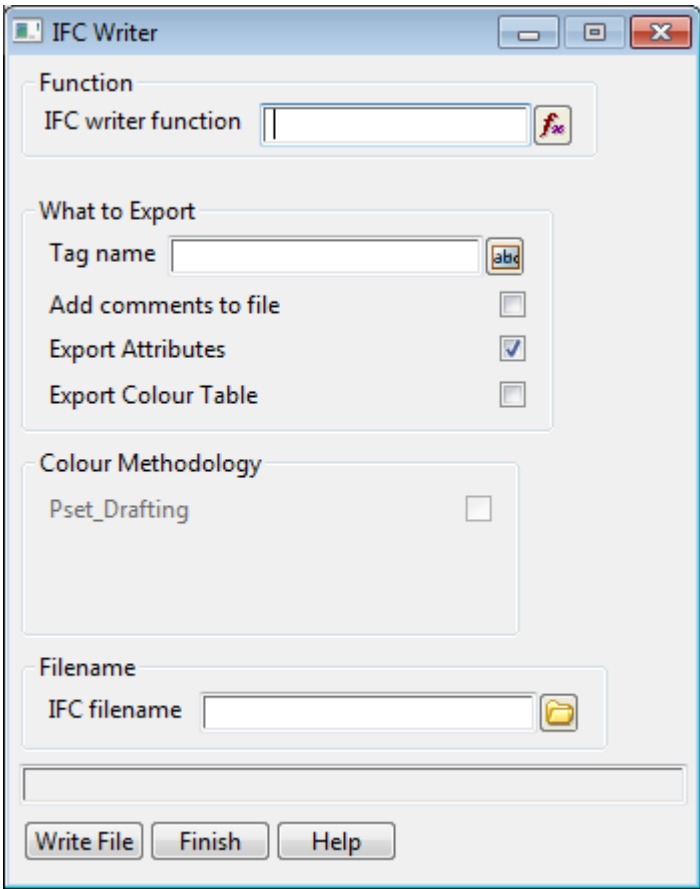 IFC Writer
Function
IFC writer function
What to Export
Tag name
abc
Add comments to file
Export Attributes
Export Colour Table
Colour Methodology
Pset_Drafting
Filename
IFC filename
Write File Finish Help